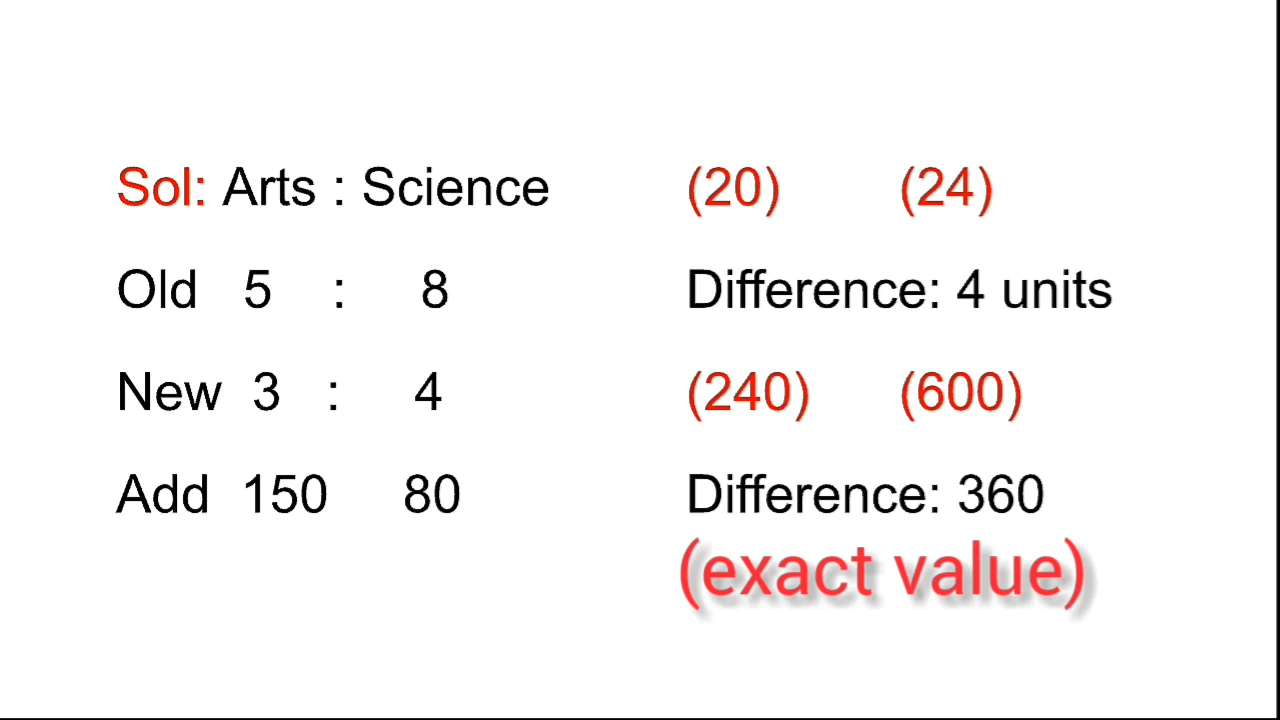 Sol: Arts : Science (20) (24)
Old 5 : 8 Difference: 4 units
New 3 : 4 (240) (600)
Add 150 80 Difference: 360
(exact value)